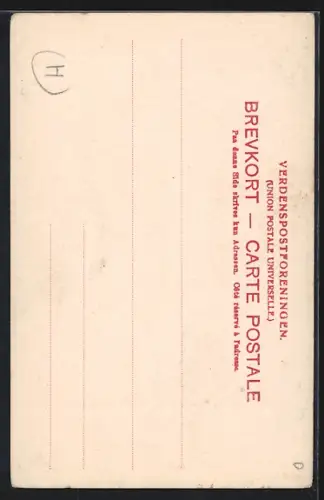 VERDENSPOSTFORENINGEN.
(UNION POSTALE UNIVERSELLE.)
BREVKORT — CARTE POSTALE
Paa denne Side skrives kun Adressen. Côté réservé à l'adresse.
H
D